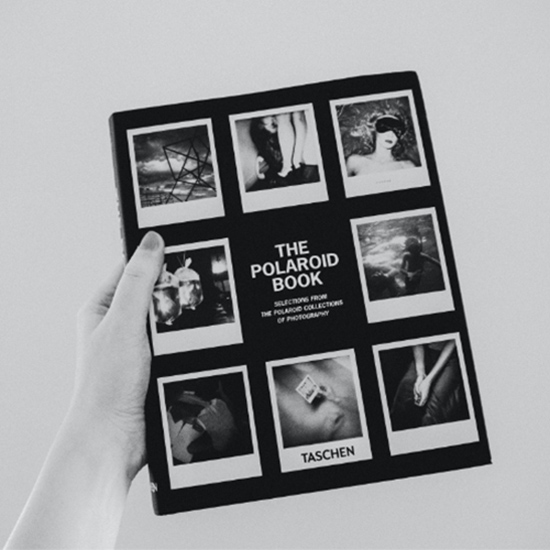 THE
POLAROID
BOOK
SELECTIONS FROM
THE POLAROID COLLECTIONS
OF PHOTOGRAPHY
TASCHEN